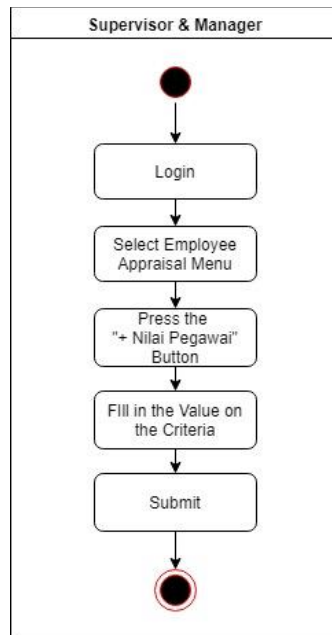 Supervisor & Manager
Login
Select Employee
Appraisal Menu
Press the
"+ Nilai Pegawai"
Button
FIll in the Value on
the Criteria
Submit